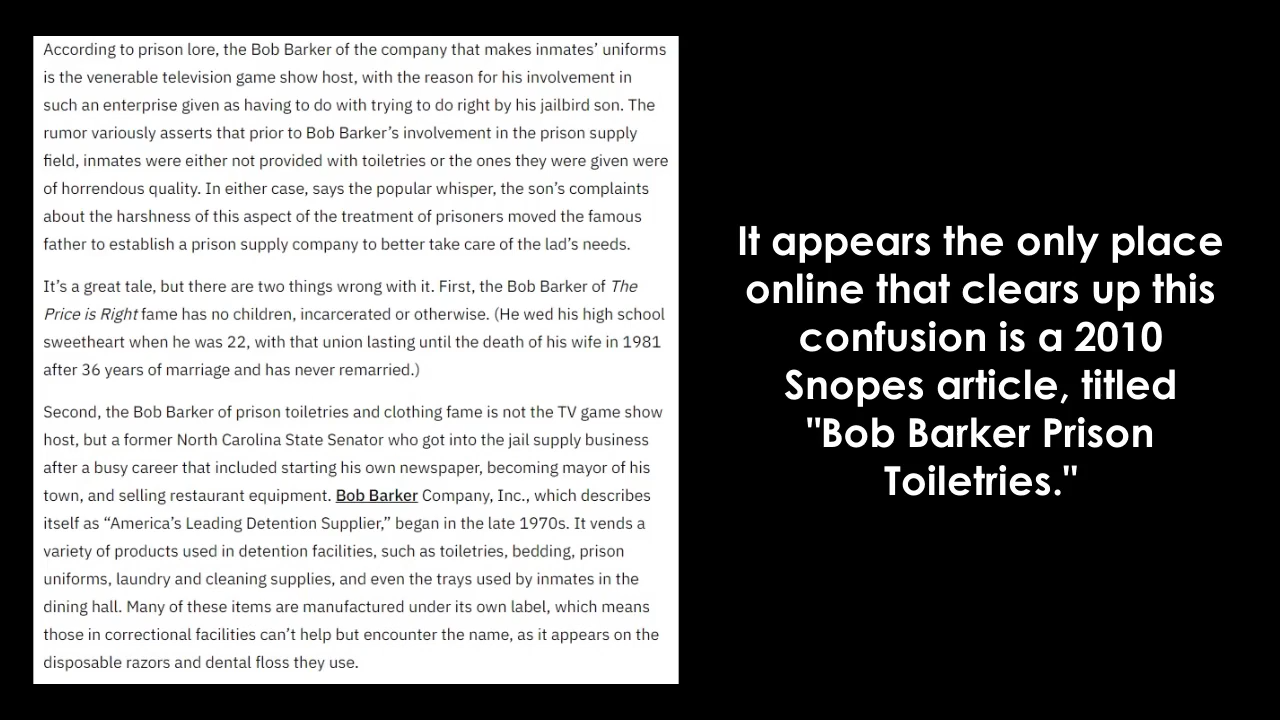 According to prison lore, the Bob Barker of the company that makes inmates’ uniforms
is the venerable television game show host, with the reason for his involvement in
such an enterprise given as having to do with trying to do right by his jailbird son. The
rumor variously asserts that prior to Bob Barker’s involvement in the prison supply
field, inmates were either not provided with toiletries or the ones they were given were
of horrendous quality. In either case, says the popular whisper, the son’s complaints
about the harshness of this aspect of the treatment of prisoners moved the famous
father to establish a prison supply company to better take care of the lad’s needs.
It’s a great tale, but there are two things wrong with it. First, the Bob Barker of The
Price is Right fame has no children, incarcerated or otherwise. (He wed his high school
sweetheart when he was 22, with that union lasting until the death of his wife in 1981
after 36 years of marriage and has never remarried.)
Second, the Bob Barker of prison toiletries and clothing fame is not the TV game show
host, but a former North Carolina State Senator who got into the jail supply business
after a busy career that included starting his own newspaper, becoming mayor of his
town, and selling restaurant equipment. Bob Barker Company, Inc., which describes
itself as “America’s Leading Detention Supplier,” began in the late 1970s. It vends a
variety of products used in detention facilities, such as toiletries, bedding, prison
uniforms, laundry and cleaning supplies, and even the trays used by inmates in the
dining hall. Many of these items are manufactured under its own label, which means
those in correctional facilities can’t help but encounter the name, as it appears on the
disposable razors and dental floss they use.
It appears the only place
online that clears up this
confusion is a 2010
Snopes article, titled
"Bob Barker Prison
Toiletries."